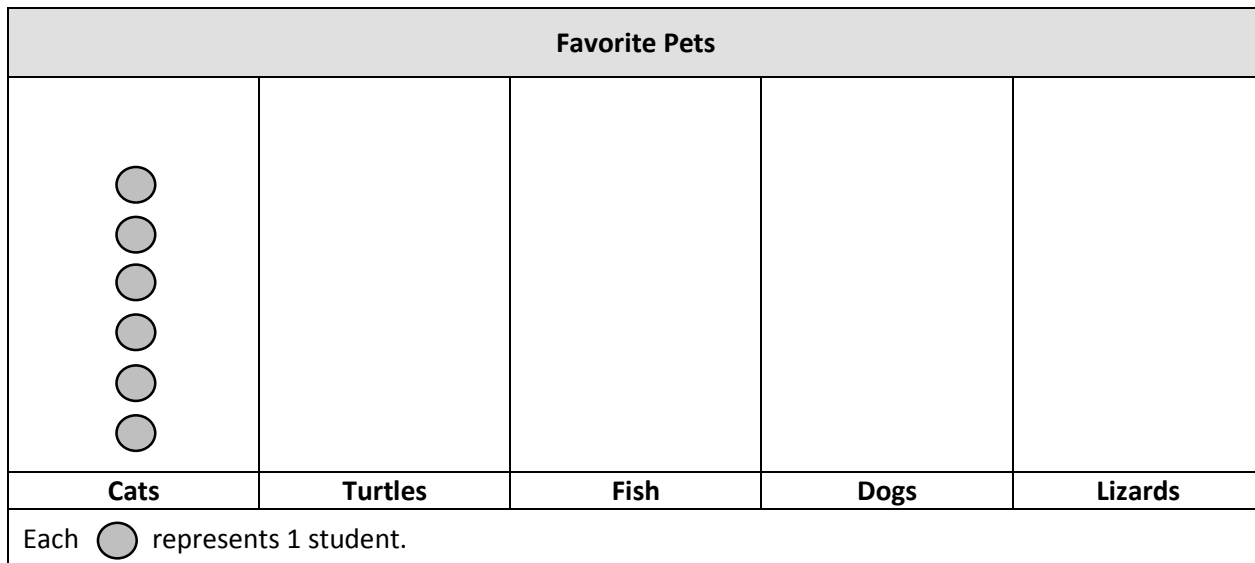 Favorite Pets
Cats Turtles Fish Dogs Lizards
Each represents 1 student.